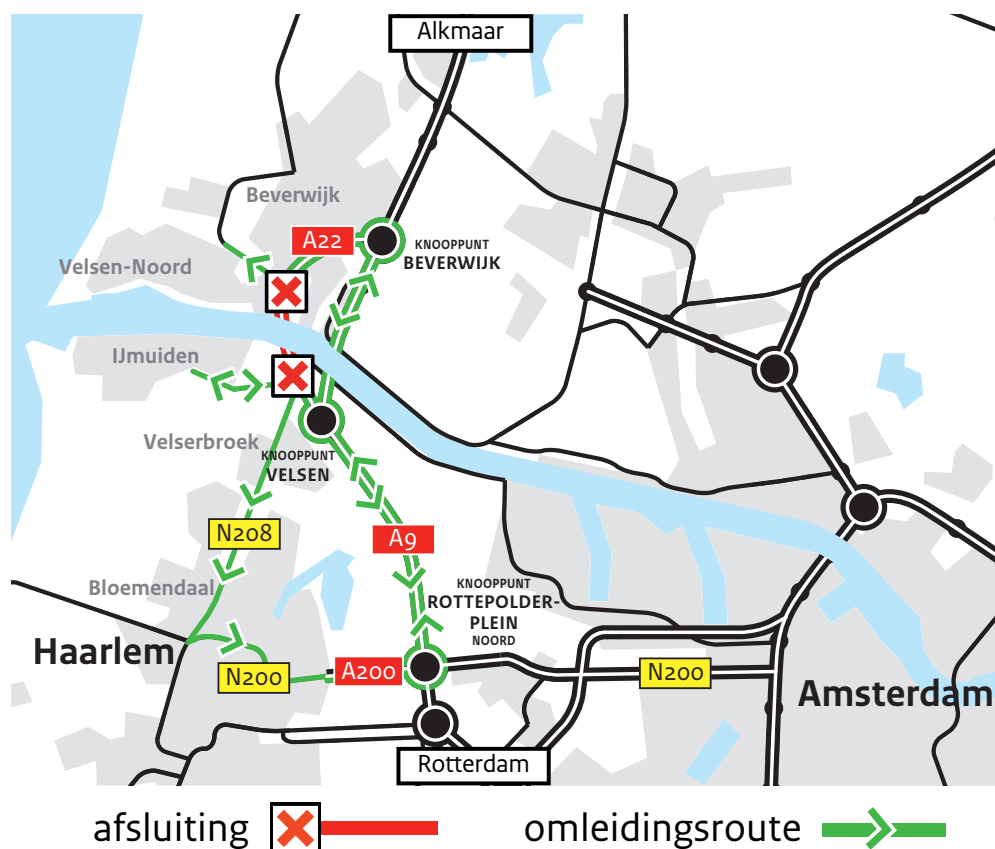 Alkmaar
Beverwijk
A22
KNOOPPUNT
BEVERWIJK
Velsen-Noord
IJmuiden
Velserbroek
KNOOPPUNT
VELSEN
N208
A9
Bloemendaal
KNOOPPUNT
ROTTEPOLDER-
PLEIN
NOORD
Haarlem
N200
A200
N200
Amsterdam
Rotterdam
afsluiting
omleidingsroute